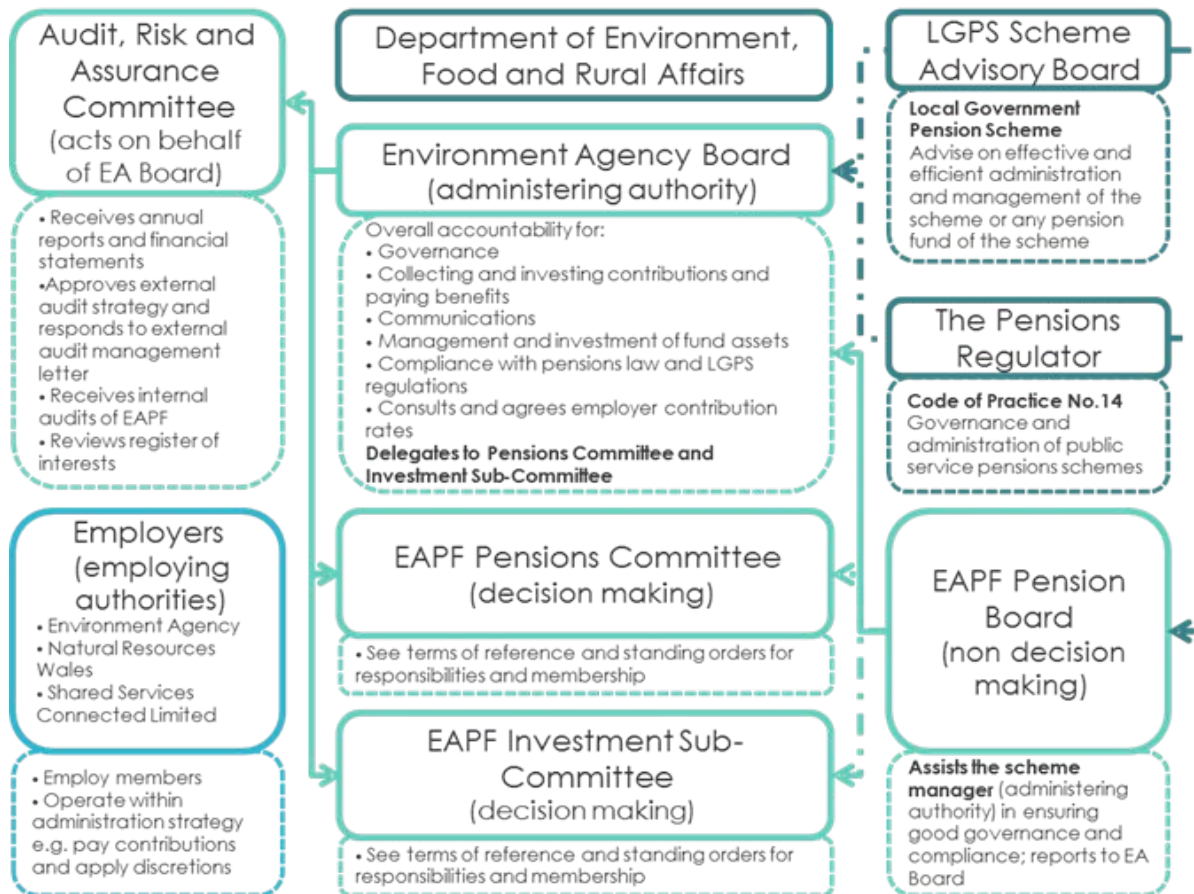 Audit, Risk and
Assurance
Committee
(acts on behalf
of EA Board)
• Receives annual
reports and financial
statements
•Approves external
audit strategy and
responds to external
audit management
letter
• Receives internal
audits of EAPF
• Reviews register of
interests
Employers
(employing
authorities)
• Environment Agency
• Natural Resources
Wales
• Shared Services
Connected Limited
• Employ members
• Operate within
administration strategy
e.g. pay contributions
and apply discretions
Department of Environment,
Food and Rural Affairs
Environment Agency Board
(administering authority)
Overall accountability for:
• Governance
• Collecting and investing contributions and
paying benefits
• Communications
• Management and investment of fund assets
• Compliance with pensions law and LGPS
regulations
• Consults and agrees employer contribution
rates
Delegates to Pensions Committee and
Investment Sub-Committee
EAPF Pensions Committee
(decision making)
• See terms of reference and standing orders for
responsibilities and membership
EAPF Investment Sub-
Committee
(decision making)
• See terms of reference and standing orders for
responsibilities and membership
LGPS Scheme
Advisory Board
Local Government
Pension Scheme
Advise on effective and
efficient administration
and management of the
scheme or any pension
fund of the scheme
The Pensions
Regulator
Code of Practice No.14
Governance and
administration of public
service pensions schemes
EAPF Pension
Board
(non decision
making)
Assists the scheme
manager (administering
authority) in ensuring
good governance and
compliance; reports to EA
Board